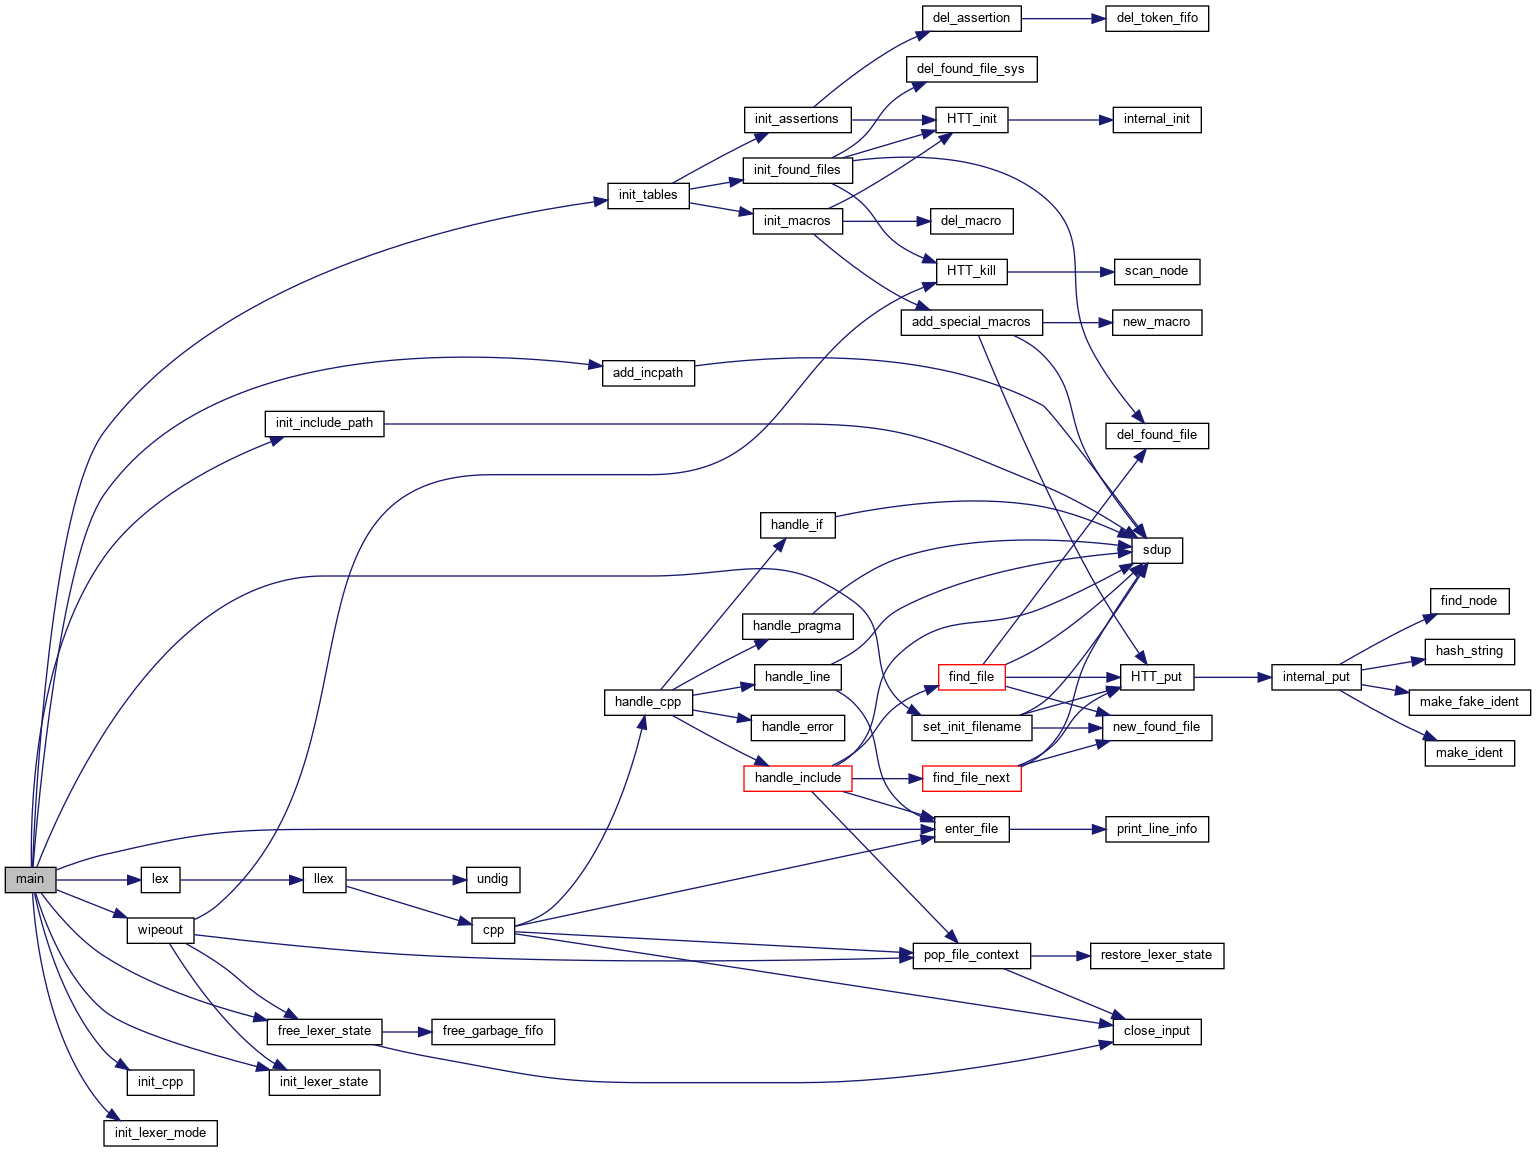 del_assertion
del_token_fifo
del_found_file_sys
init_assertions
HTT_init
internal_init
init_found_files
init_tables
init_macros
del_macro
HTT_kill
scan_node
add_special_macros
new_macro
add_incpath
init_include_path
del_found_file
handle_if
sdup
find_node
handle_pragma
hash_string
handle_line
find_file
HTT_put
internal_put
handle_cpp
make_fake_ident
handle_error
set_init_filename
new_found_file
make_ident
handle_include
find_file_next
enter_file
print_line_info
main
lex
llex
undig
wipeout
cpp
pop_file_context
restore_lexer_state
free_lexer_state
free_garbage_fifo
close_input
init_cpp
init_lexer_state
init_lexer_mode